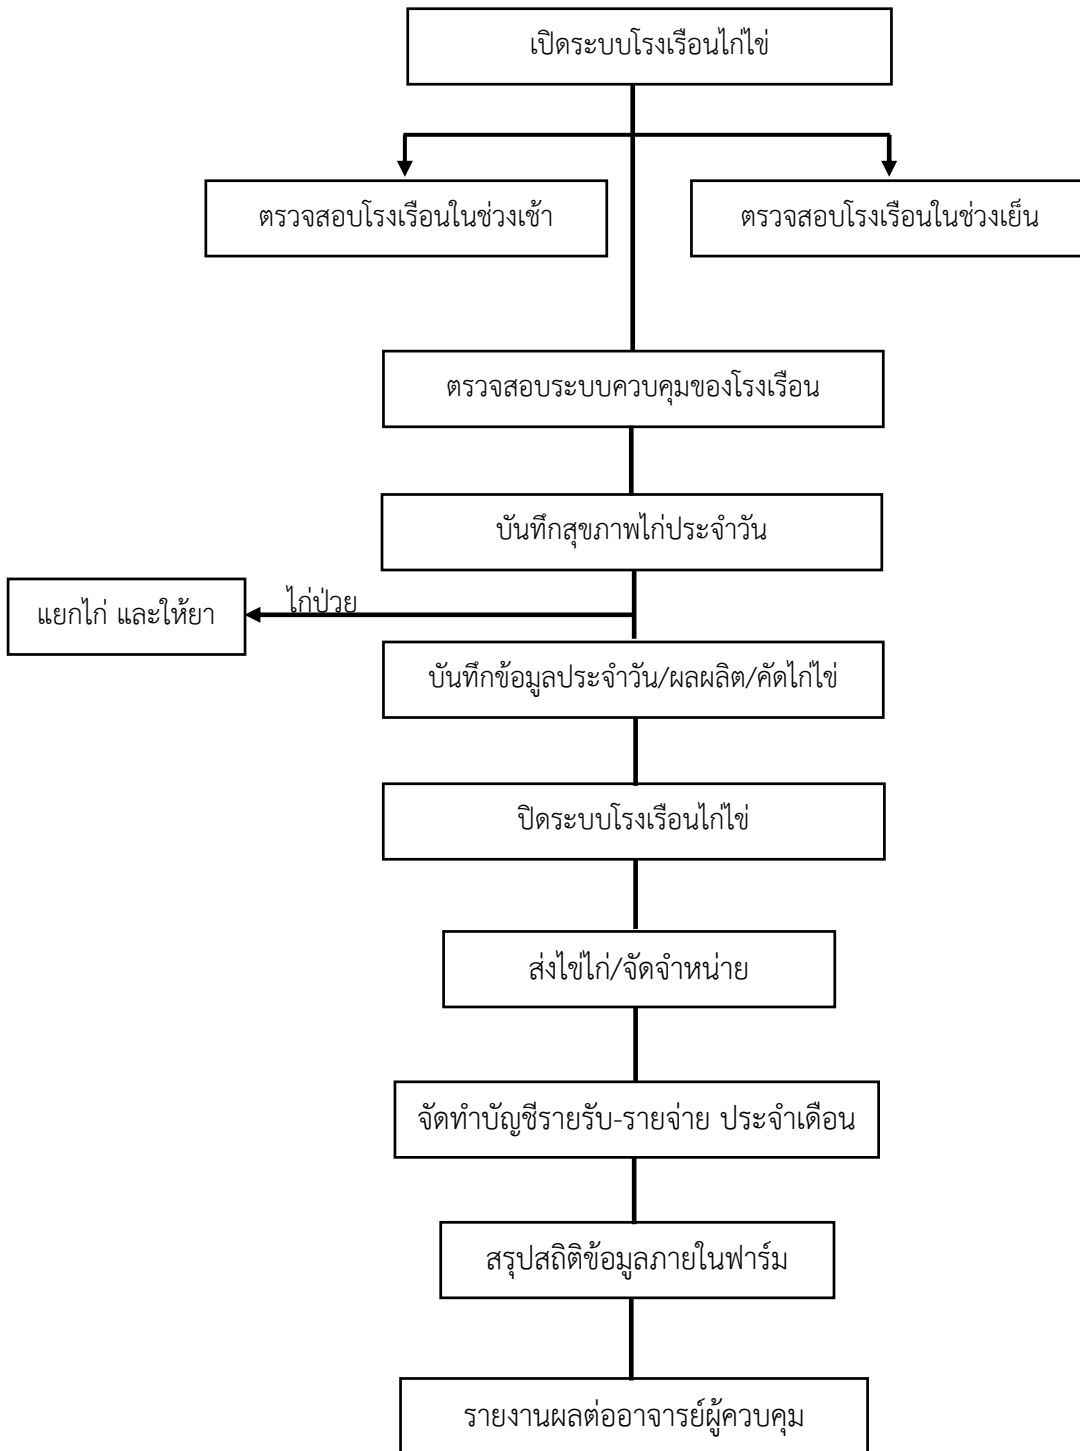 เปิดระบบโรงเรือนไก่ไข่
ตรวจสอบโรงเรือนในช่วงเช้า
ตรวจสอบโรงเรือนในช่วงเย็น
ตรวจสอบระบบควบคุมของโรงเรือน
บันทึกสุขภาพไก่ประจำวัน
ไก่ป่วย
แยกไก่ และให้ยา
บันทึกข้อมูลประจำวัน/ผลผลิต/คัดไก่ไข่
ปิดระบบโรงเรือนไก่ไข่
ส่งไข่ไก่/จัดจำหน่าย
จัดทำบัญชีรายรับ-รายจ่าย ประจำเดือน
สรุปสถิติข้อมูลภายในฟาร์ม
รายงานผลต่ออาจารย์ผู้ควบคุม